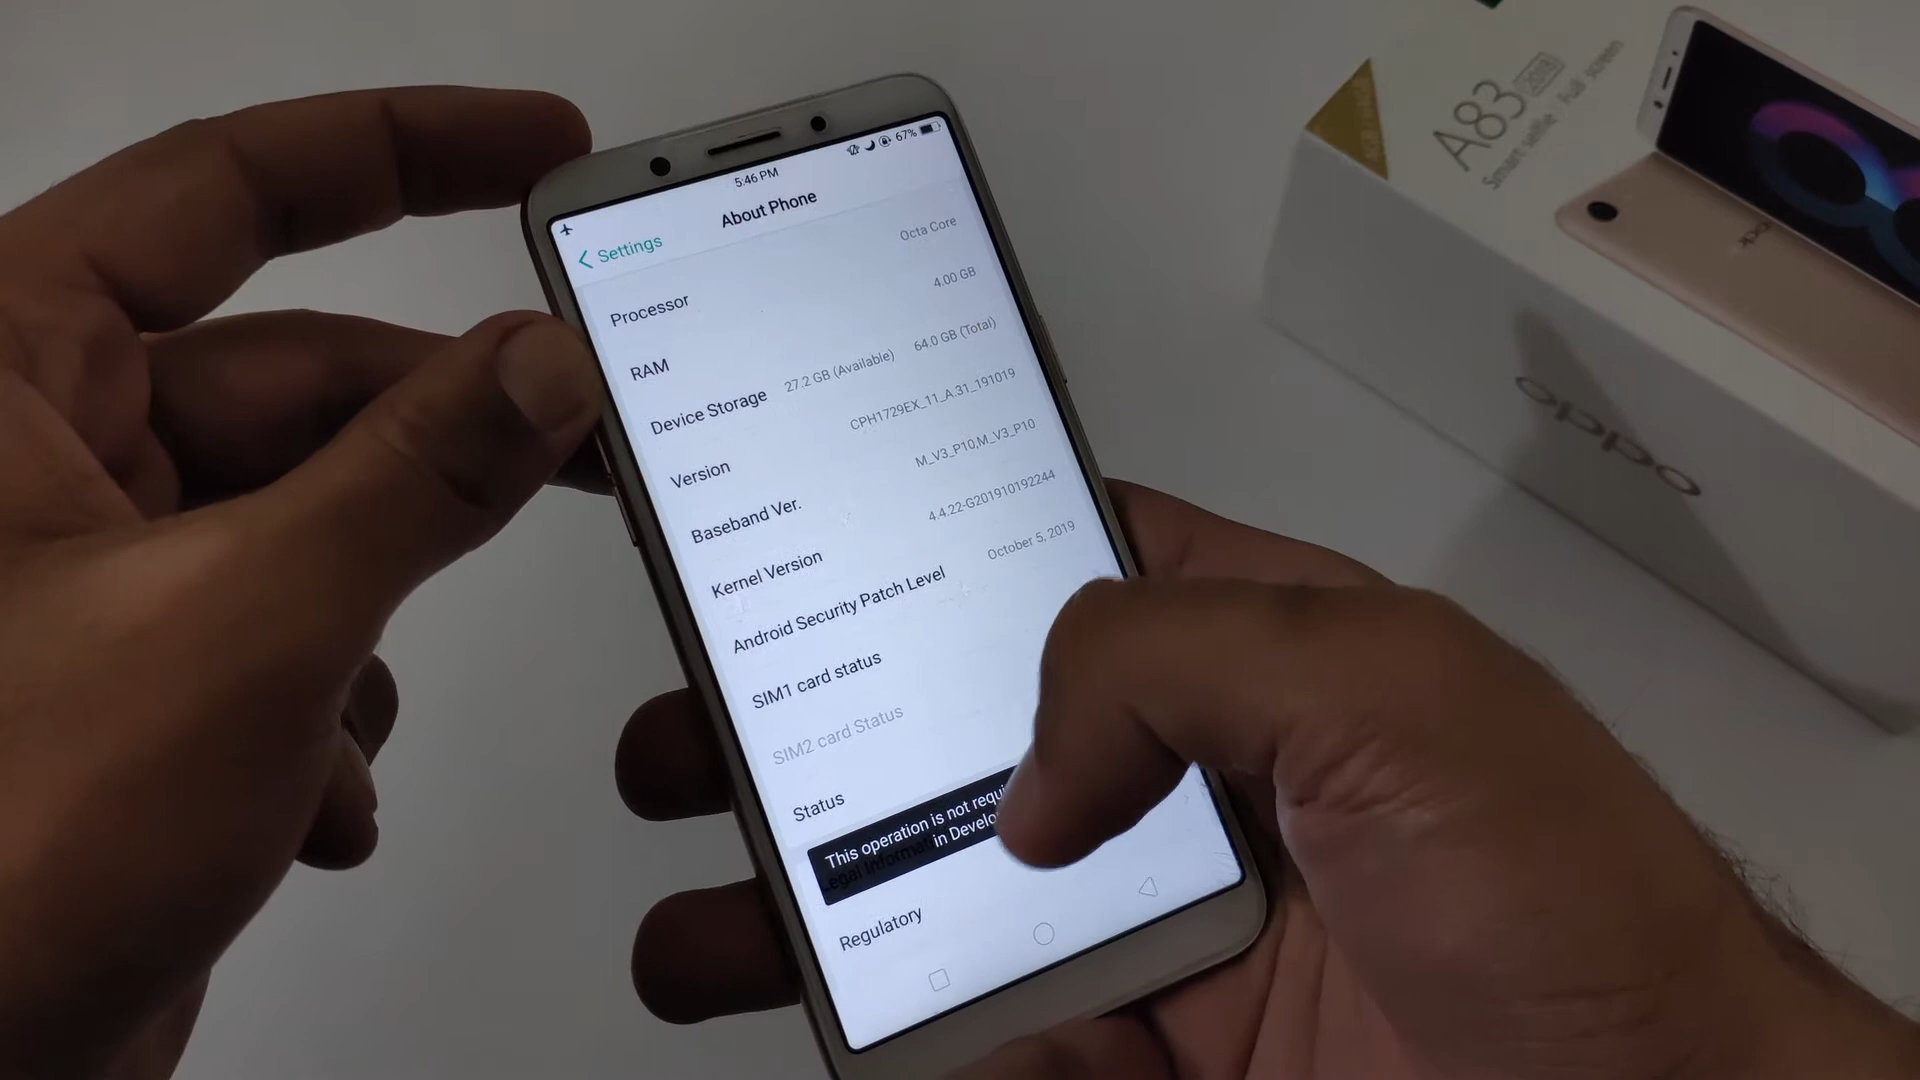 5:46 PM
67%
Settings
About Phone
Processor
Octa Core
RAM
4.00 GB
Device Storage
27.2 GB (Available) 64.0 GB (Total)
Version
CPH1729EX_11_A.31_191019
Baseband Ver.
M_V3_P10,M_V3_P10
Kernel Version
4.4.22-G201910192244
Android Security Patch Level
October 5, 2019
SIM1 card status
SIM2 card Status
Status
This operation is not
in
Legal
Regulatory
A83
2018
Smart selfie Full screen
oppo
oppo